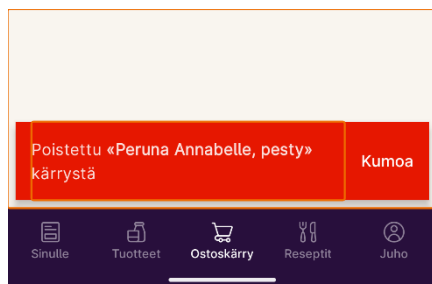 Poistettu «Peruna Annabelle, pesty»
kärrystä
Kumoa
Sinulle
Tuotteet
Ostoskärry
Reseptit
Juho